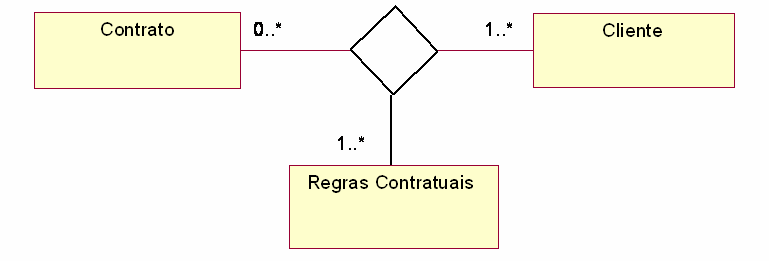 Contrato
0..*
1..*
Cliente
1..*
Regras Contratuais